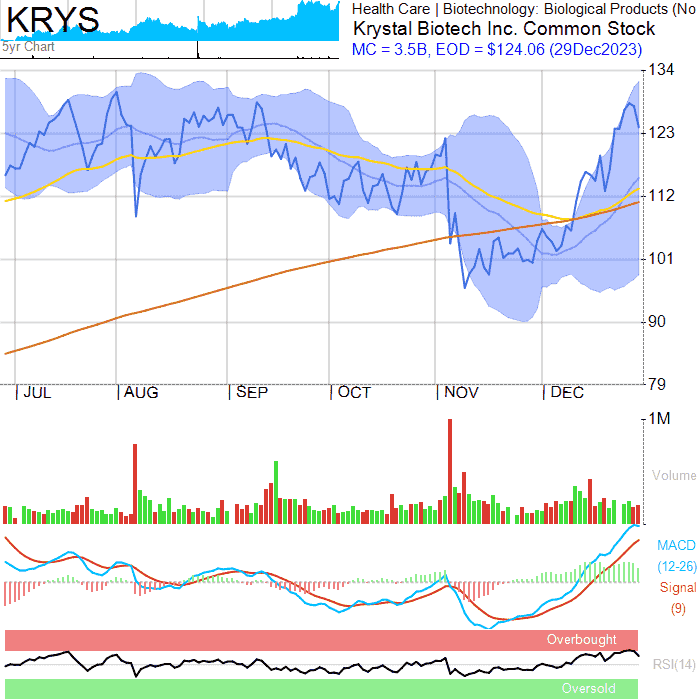 KRYS
5yr Chart
Health Care | Biotechnology: Biological Products (No
Krystal Biotech Inc. Common Stock
MC = 3.5B, EOD = $124.06 (29Dec2023)
134
123
112
101
90
79
JUL AUG SEP OCT NOV DEC
1M
Volume
MACD
(12-26)
Signal
(9)
Overbought
RSI(14)
Oversold